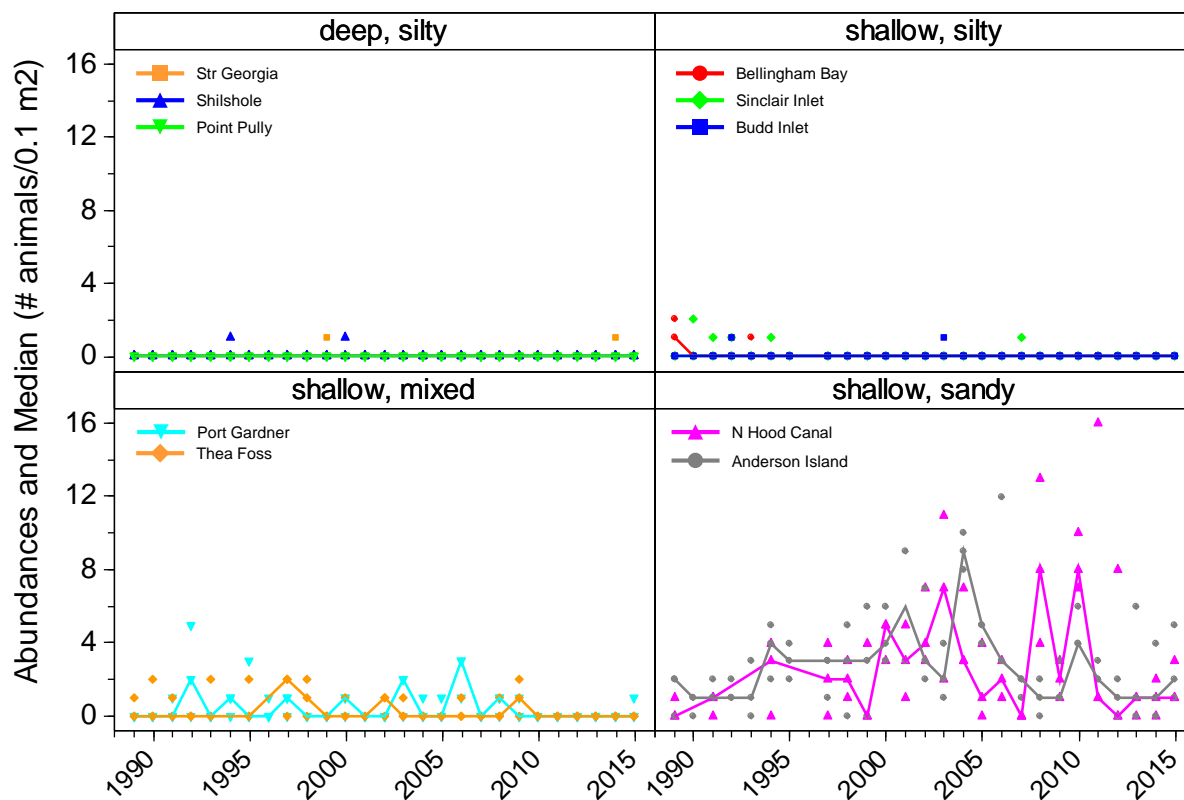 Abundances and Median (# animals/0.1 m2)
deep, silty
16
12
8
4
0
Str Georgia
Shilshole
Point Pully
shallow, silty
Bellingham Bay
Sinclair Inlet
Budd Inlet
shallow, mixed
16
12
8
4
0
Port Gardner
Thea Foss
1990
1995
2000
2005
2010
2015
shallow, sandy
N Hood Canal
Anderson Island
1990
1995
2000
2005
2010
2015